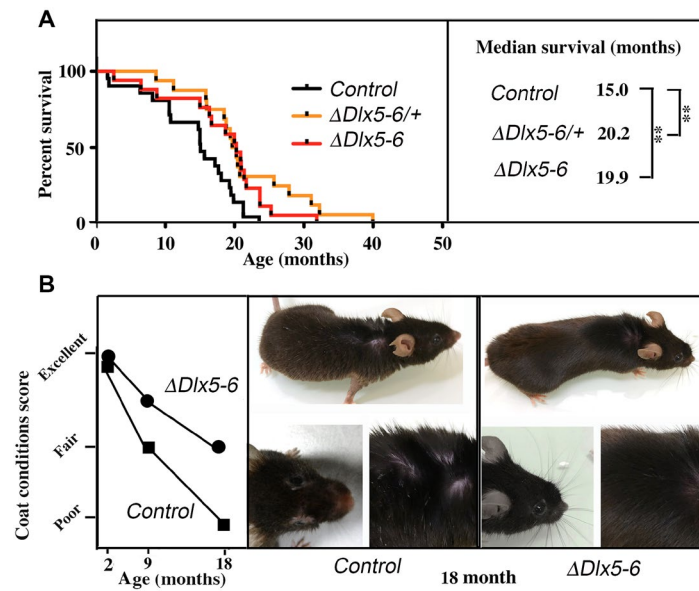 A
Percent survival
100
50
0
0 10 20 30 40 50
Age (months)
Control
ΔDlx5-6/+
ΔDlx5-6
Median survival (months)
Control 15.0
ΔDlx5-6/+ 20.2
ΔDlx5-6 19.9
**
**
B
Coat conditions score
Excellent
Fair
Poor
ΔDlx5-6
Control
2 9 18
Age (months)
Control
18 month
ΔDlx5-6